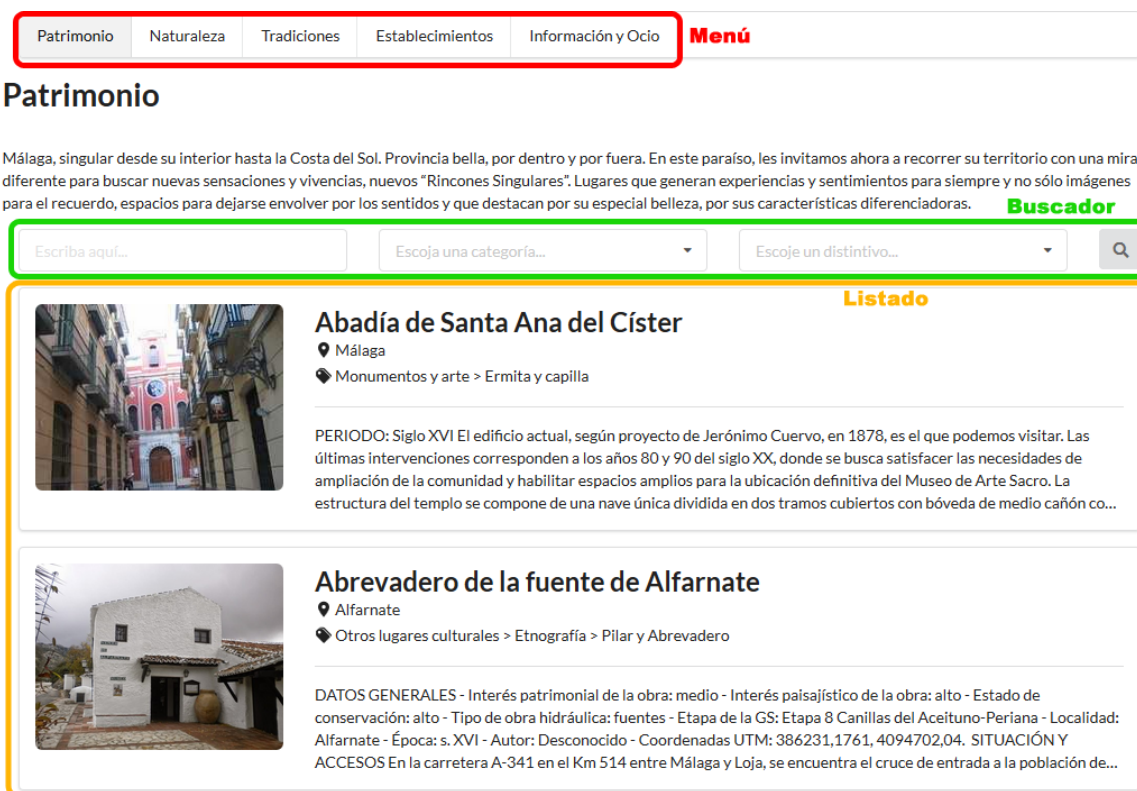 Patrimonio Naturaleza Tradiciones Establecimientos Información y Ocio Menú
Patrimonio
Málaga, singular desde su interior hasta la Costa del Sol. Provincia bella, por dentro y por fuera. En este paraíso, les invitamos ahora a recorrer su territorio con una mira
diferente para buscar nuevas sensaciones y vivencias, nuevos “Rincones Singulares”. Lugares que generan experiencias y sentimientos para siempre y no sólo imágenes
para el recuerdo, espacios para dejarse envolver por los sentidos y que destacan por su especial belleza, por sus características diferenciadoras.
Buscador
Escriba aquí... Escoja una categoría... Escoje un distintivo...
Listado
Abadía de Santa Ana del Císter
Málaga
Monumentos y arte > Ermita y capilla
PERIODO: Siglo XVI El edificio actual, según proyecto de Jerónimo Cuervo, en 1878, es el que podemos visitar. Las
últimas intervenciones corresponden a los años 80 y 90 del siglo XX, donde se busca satisfacer las necesidades de
ampliación de la comunidad y habilitar espacios amplios para la ubicación definitiva del Museo de Arte Sacro. La
estructura del templo se compone de una nave única dividida en dos tramos cubiertos con bóveda de medio cañón co...
Abrevadero de la fuente de Alfarnate
Alfarnate
Otros lugares culturales > Etnografía > Pilar y Abrevadero
DATOS GENERALES - Interés patrimonial de la obra: medio - Interés paisajístico de la obra: alto - Estado de
conservación: alto - Tipo de obra hidráulica: fuentes - Etapa de la GS: Etapa 8 Canillas del Aceituno-Periana - Localidad:
Alfarnate - Época: s. XVI - Autor: Desconocido - Coordenadas UTM: 386231,1761, 4094702,04. SITUACIÓN Y
ACCESOS En la carretera A-341 en el Km 514 entre Málaga y Loja, se encuentra el cruce de entrada a la población de...